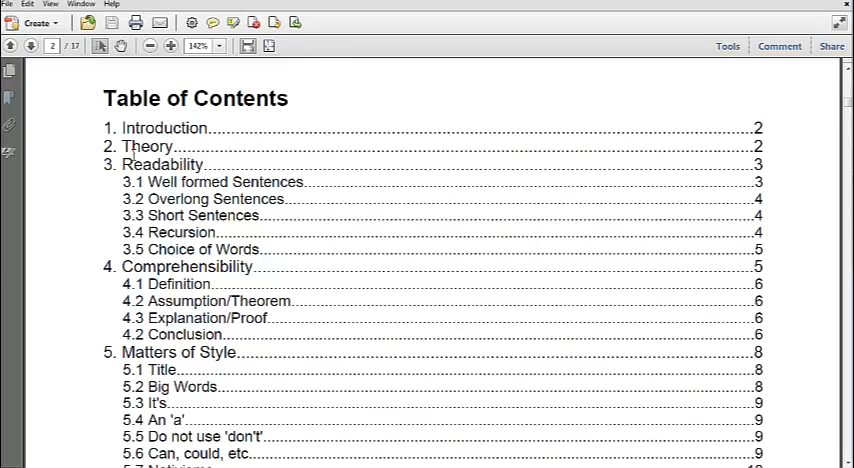 File Edit View Window Help
Create
2 / 17 142% Tools Comment Share
Table of Contents
1. Introduction 2
2. Theory 2
3. Readability 3
3.1 Well formed Sentences 3
3.2 Overlong Sentences 4
3.3 Short Sentences 4
3.4 Recursion 4
3.5 Choice of Words 5
4. Comprehensibility 5
4.1 Definition 6
4.2 Assumption/Theorem 6
4.3 Explanation/Proof 6
4.2 Conclusion 6
5. Matters of Style 8
5.1 Title 8
5.2 Big Words 8
5.3 It's 9
5.4 An 'a' 9
5.5 Do not use 'don't' 9
5.6 Can, could, etc 9